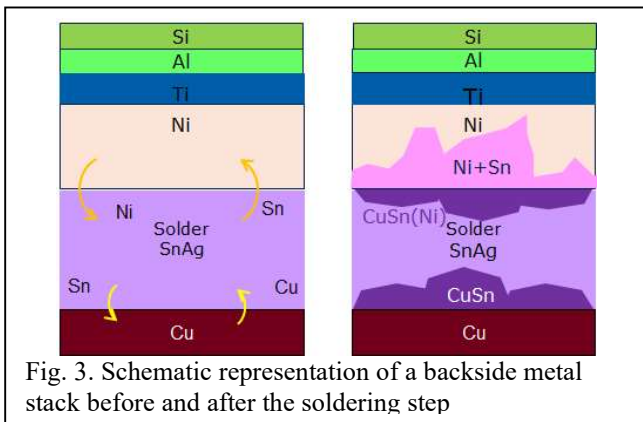 Si
Al
Ti
Ni
Ni
Sn
Solder
SnAg
Sn
Cu
Cu
Si
Al
Ti
Ni
Ni+Sn
CuSn(Ni)
Solder
SnAg
CuSn
Cu
Fig. 3. Schematic representation of a backside metal
stack before and after the soldering step